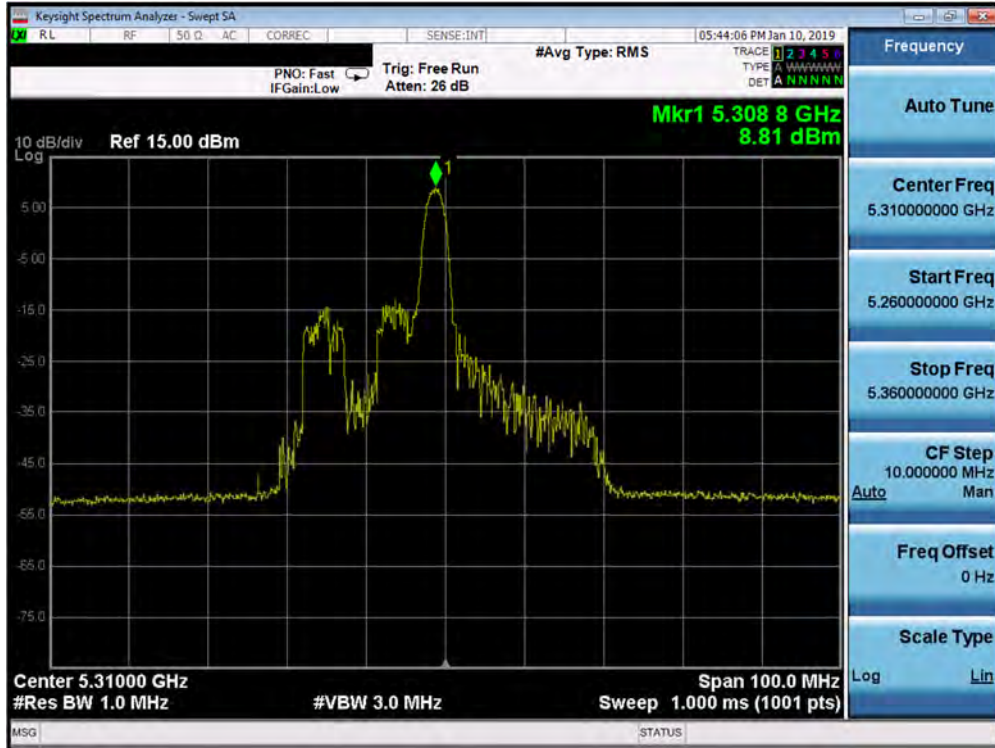 Keysight Spectrum Analyzer - Swept SA
LXI RL RF 50 Ω AC CORREC SENSE:INT 05:44:06 PM Jan 10, 2019
#Avg Type: RMS
TRACE 1 2 3 4 5 6
TYPE A WWWWW
DET A N N N N N
PNO: Fast
IFGain:Low
Trig: Free Run
Atten: 26 dB
Mkr1 5.308 8 GHz
8.81 dBm
10 dB/div Ref 15.00 dBm
Log
1
5.00
-5.00
-15.0
-25.0
-35.0
-45.0
-55.0
-65.0
-75.0
Center 5.31000 GHz Span 100.0 MHz
#Res BW 1.0 MHz #VBW 3.0 MHz Sweep 1.000 ms (1001 pts)
MSG STATUS
Frequency
Auto Tune
Center Freq
5.310000000 GHz
Start Freq
5.260000000 GHz
Stop Freq
5.360000000 GHz
CF Step
10.000000 MHz
Auto Man
Freq Offset
0 Hz
Scale Type
Log Lin